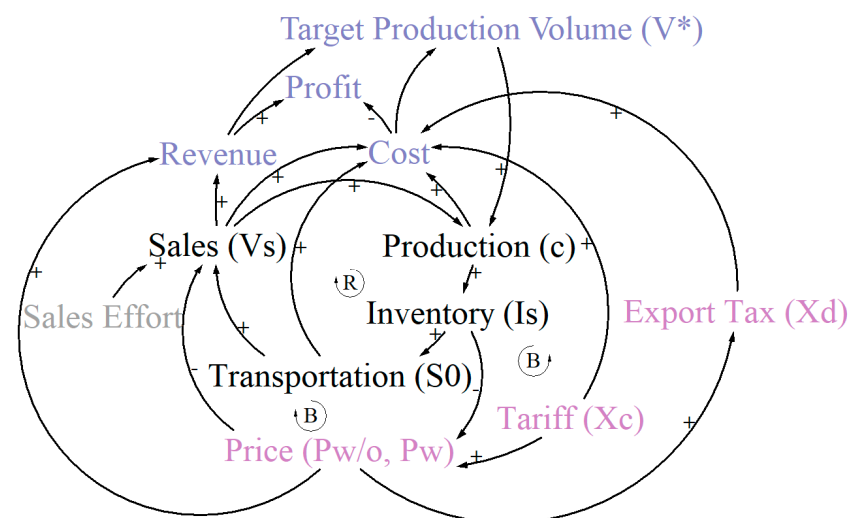 Target Production Volume (V*)
Profit
+
-
+
Revenue
Cost
+
+
+
+
+
Sales (Vs)
+
Production (c)
+
+
+
+
R
Sales Effort
Inventory (Is)
Export Tax (Xd)
+
+
B
-
Transportation (S0)
-
B
Tariff (Xc)
+
Price (Pw/o, Pw)
+